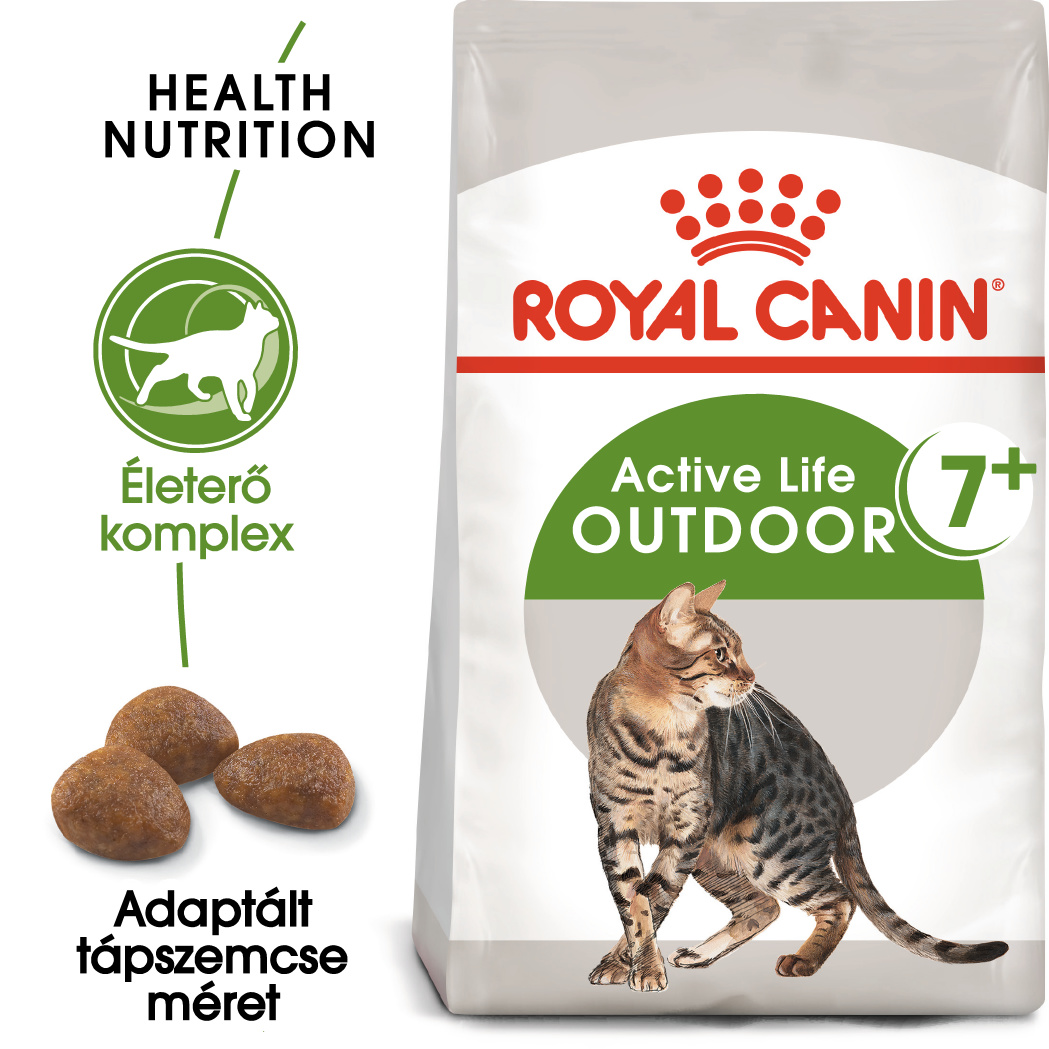 HEALTH
NUTRITION
Életerő
komplex
Adaptált
tápszemcse
méret
ROYAL CANIN®
Active Life
OUTDOOR
7+